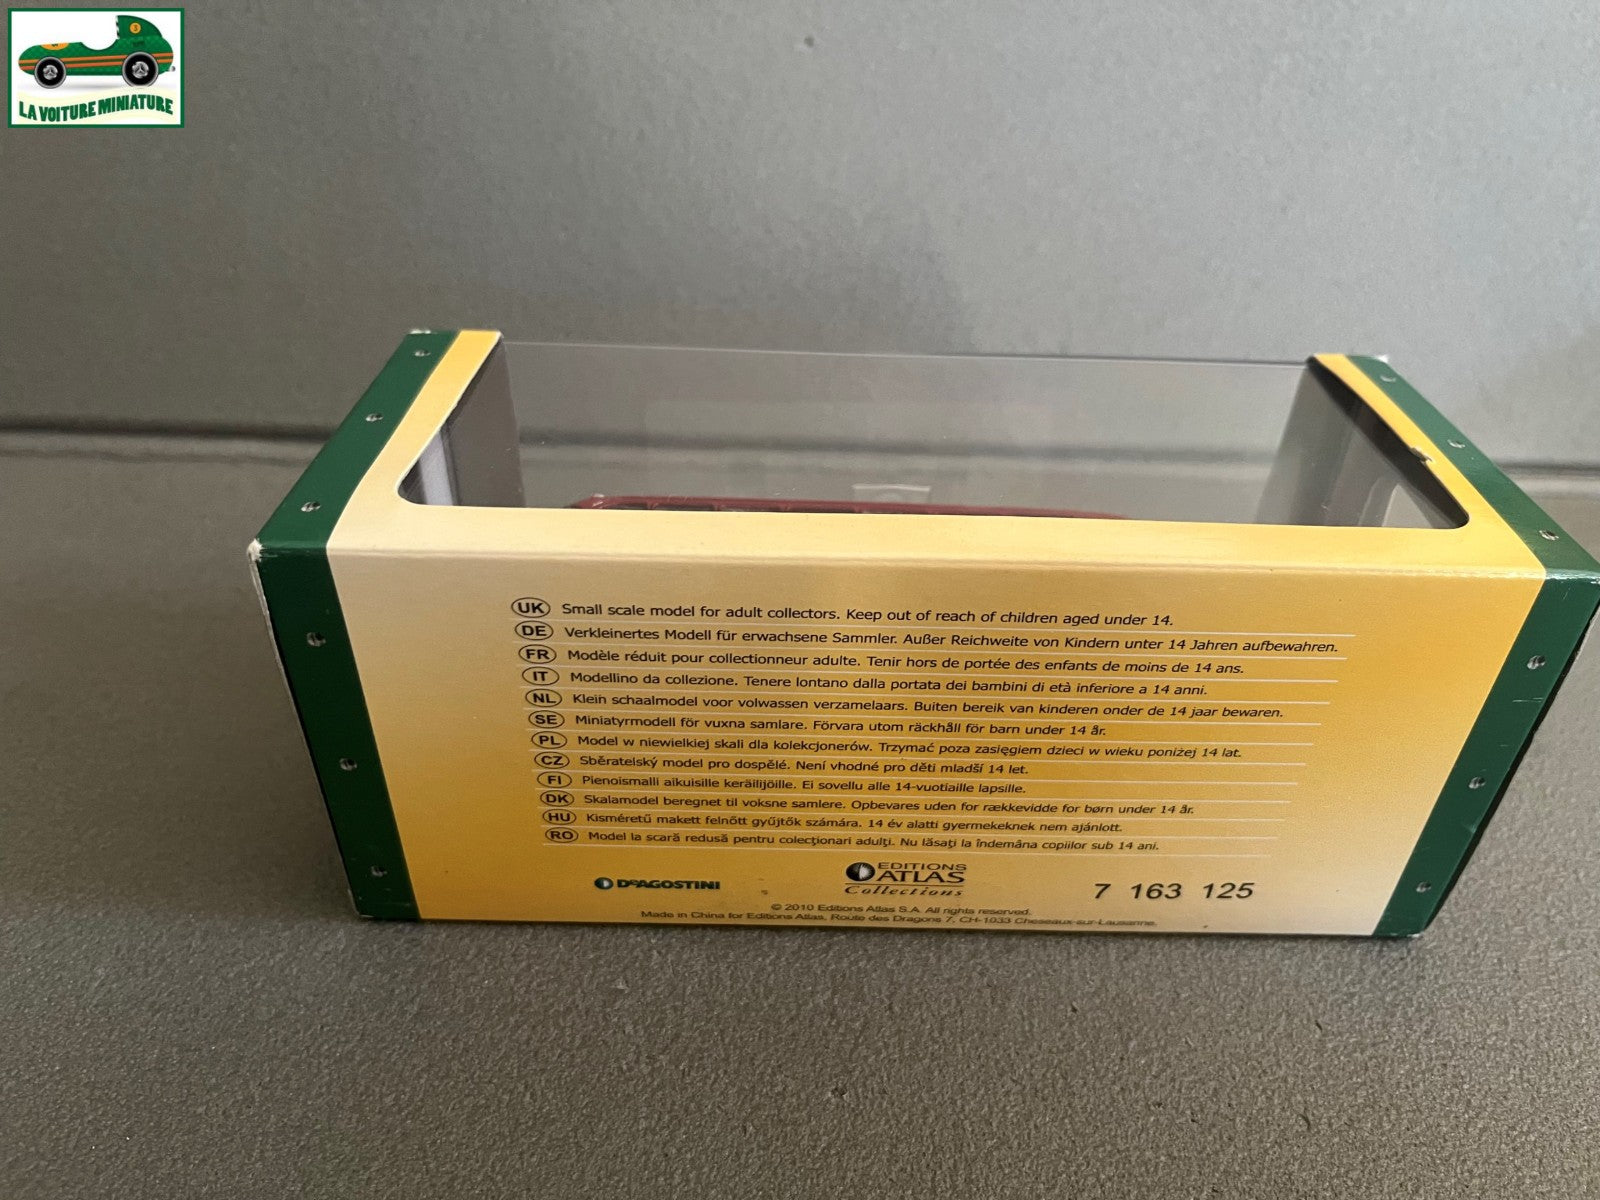 LA VOITURE MINIATURE
UK Small scale model for adult collectors. Keep out of reach of children aged under 14.
DE Verkleinertes Modell für erwachsene Sammler. Außer Reichweite von Kindern unter 14 Jahren aufbewahren.
FR Modèle réduit pour collectionneur adulte. Tenir hors de portée des enfants de moins de 14 ans.
IT Modellino da collezione. Tenere lontano dalla portata dei bambini di età inferiore a 14 anni.
NL Klein schaalmodel voor volwassen verzamelaars. Buiten bereik van kinderen onder de 14 jaar bewaren.
SE Miniatyrmodell för vuxna samlare. Förvara utom räckhåll för barn under 14 år.
PL Model w niewielkiej skali dla kolekcjonerów. Trzymać poza zasięgiem dzieci w wieku poniżej 14 lat.
CZ Sběratelský model pro dospělé. Není vhodné pro děti mladší 14 let.
FI Pienoismalli aikuisille keräilijöille. Ei sovellu alle 14-vuotiaille lapsille.
DK Skalamodel beregnet til voksne samlere. Opbevares uden for rækkevidde for børn under 14 år.
HU Kisméretű makett felnőtt gyűjtők számára. 14 év alatti gyermekeknek nem ajánlott.
RO Model la scară redusă pentru colecționari adulți. Nu lăsați la îndemâna copiilor sub 14 ani.
DeAGOSTINI
EDITIONS
ATLAS
Collections
7 163 125
© 2010 Editions Atlas S.A. All rights reserved.
Made in China for Editions Atlas, Route des Dragons 7, CH-1033 Cheseaux-sur-Lausanne.